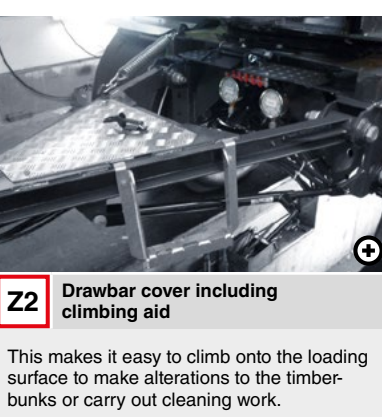 Z2
Drawbar cover including
climbing aid
This makes it easy to climb onto the loading
surface to make alterations to the timber-
bunks or carry out cleaning work.